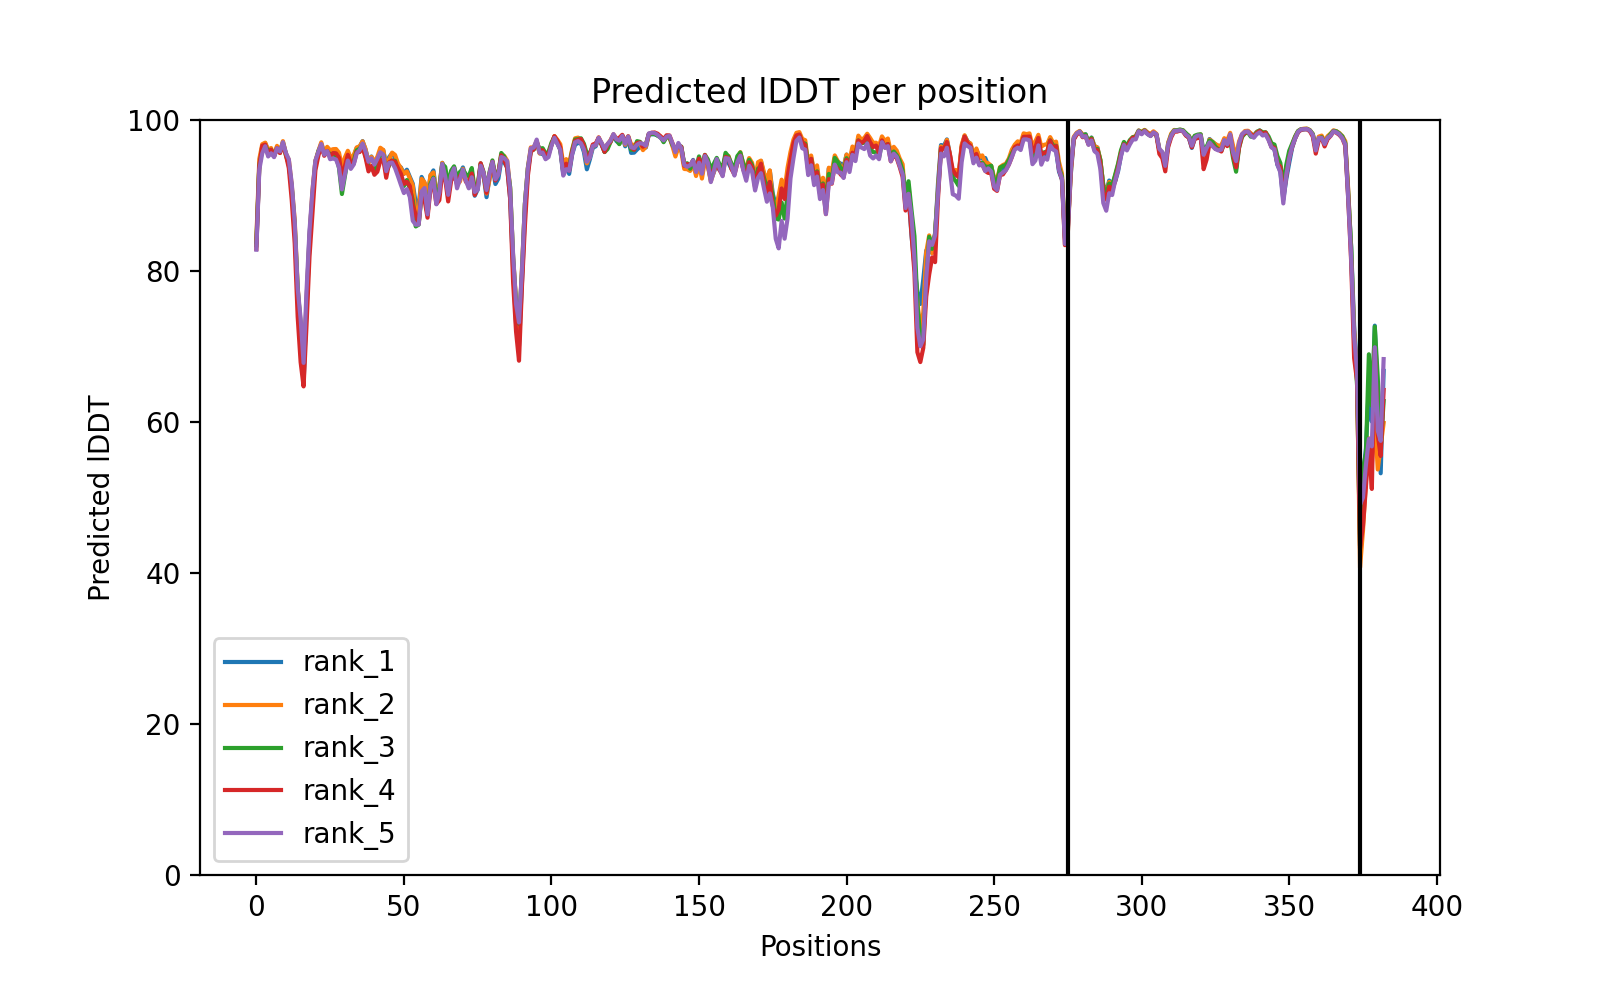 Predicted lDDT per position
100
80
60
40
20
0
Predicted lDDT
rank_1
rank_2
rank_3
rank_4
rank_5
0 50 100 150 200 250 300 350 400
Positions